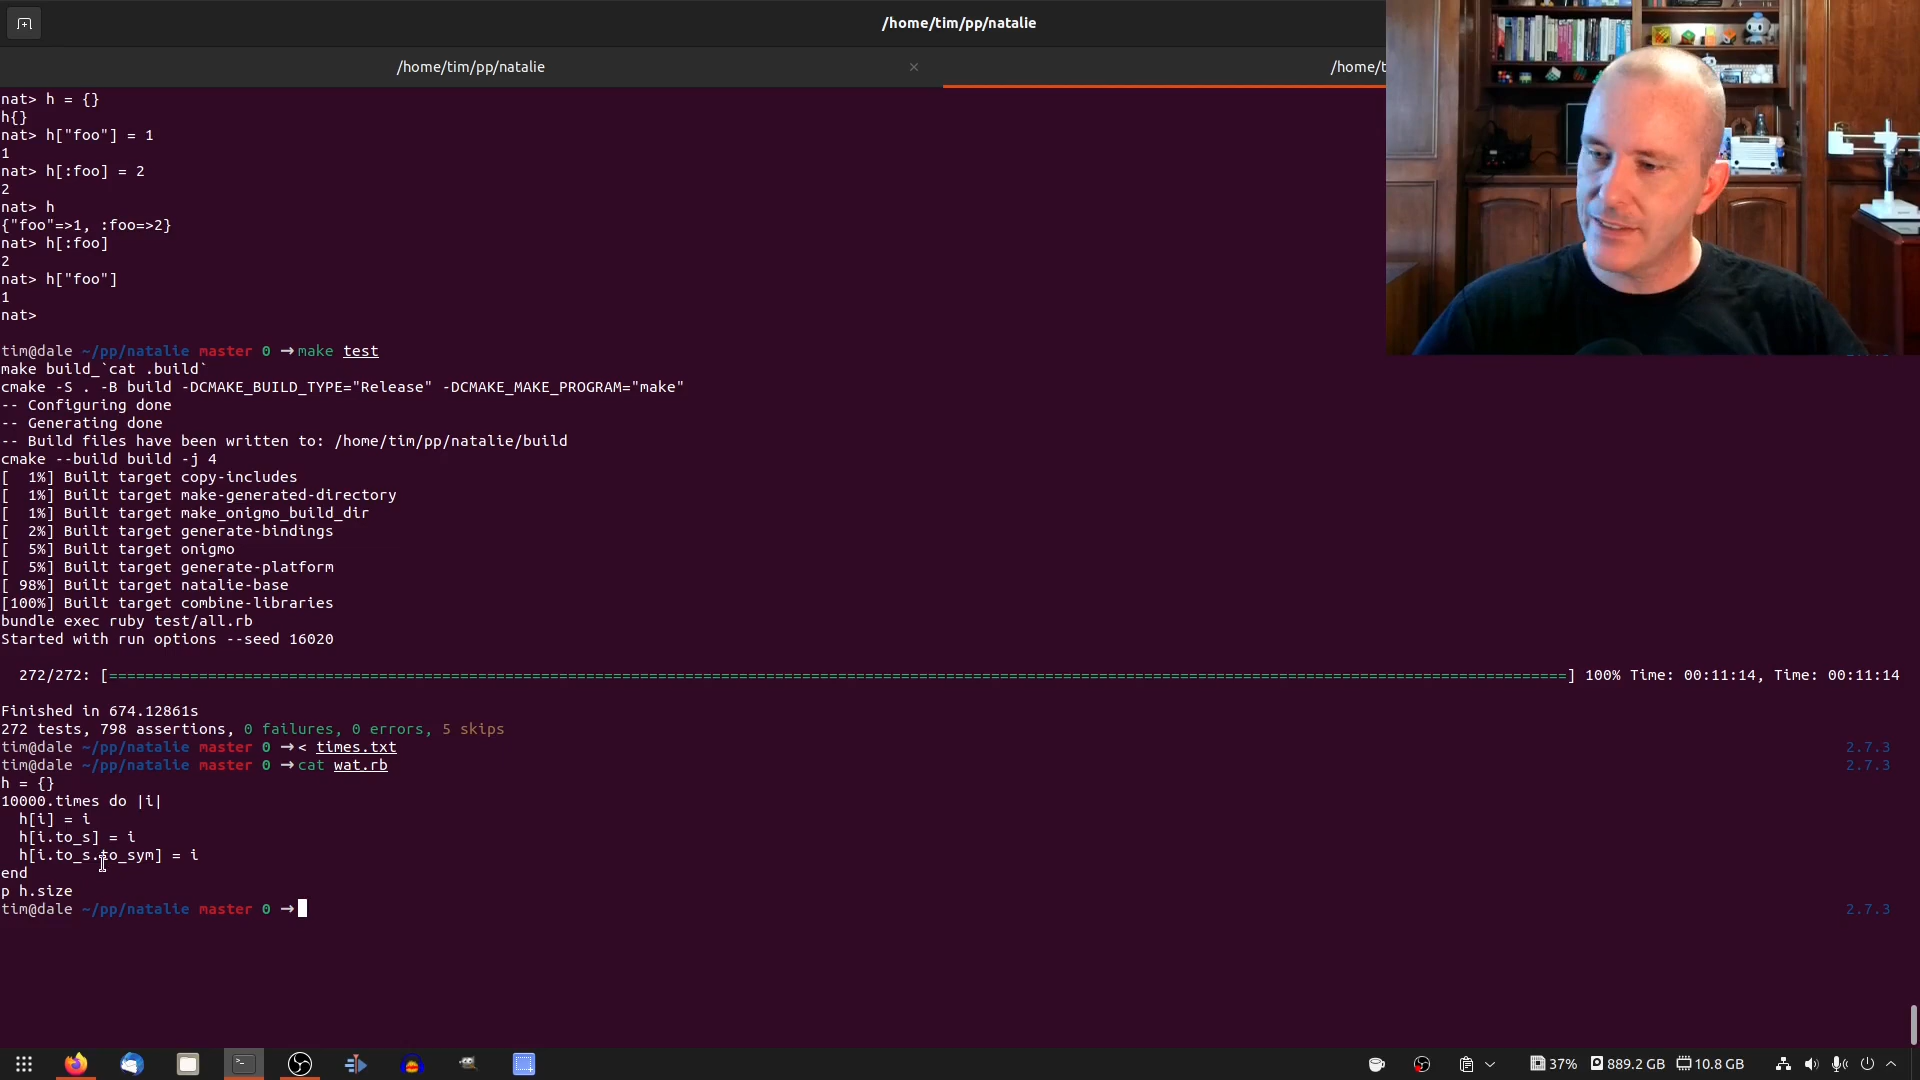 /home/tim/pp/natalie
/home/tim/pp/natalie
/home/t
nat> h = {}
h{}
nat> h["foo"] = 1
1
nat> h[:foo] = 2
2
nat> h
{"foo"=>1, :foo=>2}
nat> h[:foo]
2
nat> h["foo"]
1
nat>
tim@dale ~/pp/natalie master 0 →make test
make build_`cat .build`
cmake -S . -B build -DCMAKE_BUILD_TYPE="Release" -DCMAKE_MAKE_PROGRAM="make"
-- Configuring done
-- Generating done
-- Build files have been written to: /home/tim/pp/natalie/build
cmake --build build -j 4
[  1%] Built target copy-includes
[  1%] Built target make-generated-directory
[  1%] Built target make_onigmo_build_dir
[  2%] Built target generate-bindings
[  5%] Built target onigmo
[  5%] Built target generate-platform
[ 98%] Built target natalie-base
[100%] Built target combine-libraries
bundle exec ruby test/all.rb
Started with run options --seed 16020
272/272: [==================================================================================================================================================================] 100% Time: 00:11:14, Time: 00:11:14
Finished in 674.12861s
272 tests, 798 assertions, 0 failures, 0 errors, 5 skips
tim@dale ~/pp/natalie master 0 →< times.txt 2.7.3
tim@dale ~/pp/natalie master 0 →cat wat.rb 2.7.3
h = {}
10000.times do |i|
  h[i] = i
  h[i.to_s] = i
  h[i.to_s.to_sym] = i
end
p h.size
tim@dale ~/pp/natalie master 0 → 2.7.3
37% 889.2 GB 10.8 GB